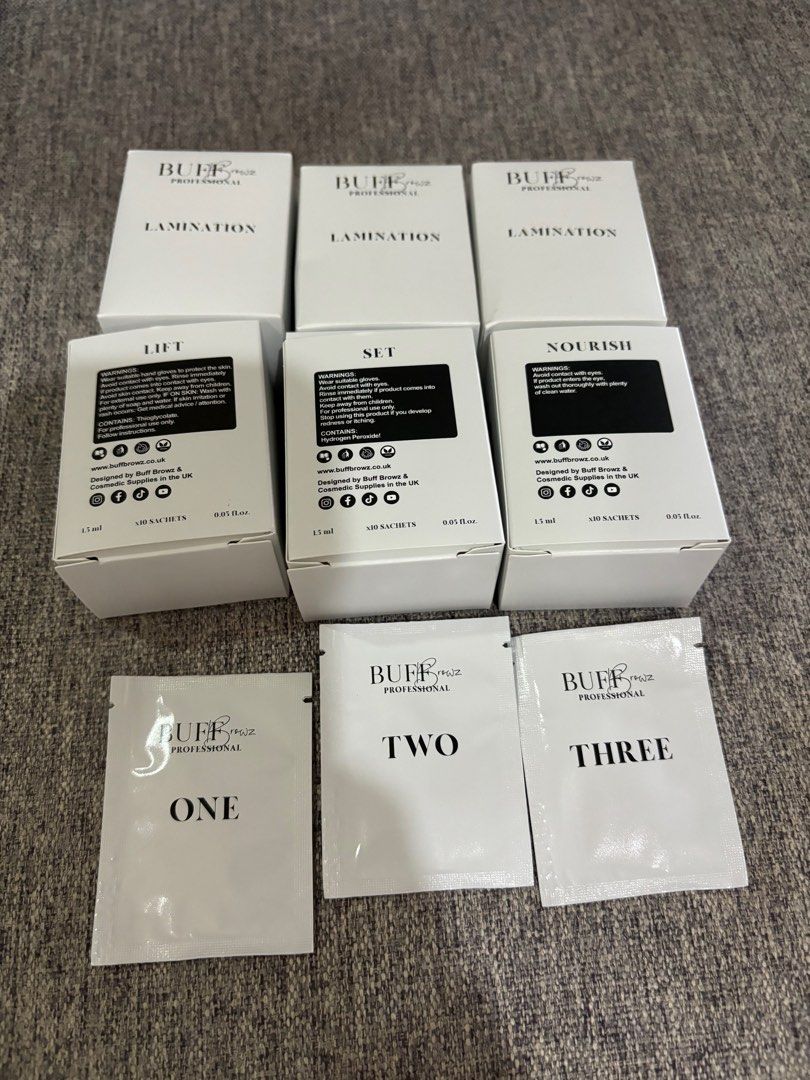 BUFF Browz
PROFESSIONAL
LAMINATION
BUFF Browz
PROFESSIONAL
LAMINATION
BUFF Browz
PROFESSIONAL
LAMINATION
LIFT
WARNINGS:
Wear suitable hand gloves to protect the skin.
Avoid contact with eyes. Rinse immediately
if product comes into contact with eyes.
Avoid skin contact. Keep away from children.
For external use only. IF ON SKIN: Wash with
plenty of soap and water. If skin irritation or
rash occurs: Get medical advice / attention.
CONTAINS: Thioglycolate.
For professional use only.
Follow instructions.
www.buffbrowz.co.uk
Designed by Buff Browz &
Cosmedic Supplies in the UK
1.5 ml x10 SACHETS 0.05 fl.oz.
SET
WARNINGS:
Wear suitable gloves.
Avoid contact with eyes.
Rinse immediately if product comes into
contact with them.
Keep away from children.
For professional use only.
Stop using this product if you develop
redness or itching.
CONTAINS:
Hydrogen Peroxide!
www.buffbrowz.co.uk
Designed by Buff Browz &
Cosmedic Supplies in the UK
1.5 ml x10 SACHETS 0.05 fl.oz.
NOURISH
WARNINGS:
Avoid contact with eyes.
If product enters the eye,
wash out thoroughly with plenty
of clean water.
www.buffbrowz.co.uk
Designed by Buff Browz &
Cosmedic Supplies in the UK
1.5 ml x10 SACHETS 0.05 fl.oz.
BUFF Browz
PROFESSIONAL
ONE
BUFF Browz
PROFESSIONAL
TWO
BUFF Browz
PROFESSIONAL
THREE